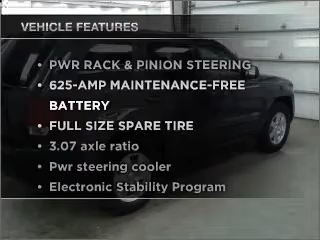 VEHICLE FEATURES
• PWR RACK & PINION STEERING
• 625-AMP MAINTENANCE-FREE
BATTERY
• FULL SIZE SPARE TIRE
• 3.07 axle ratio
• Pwr steering cooler
• Electronic Stability Program